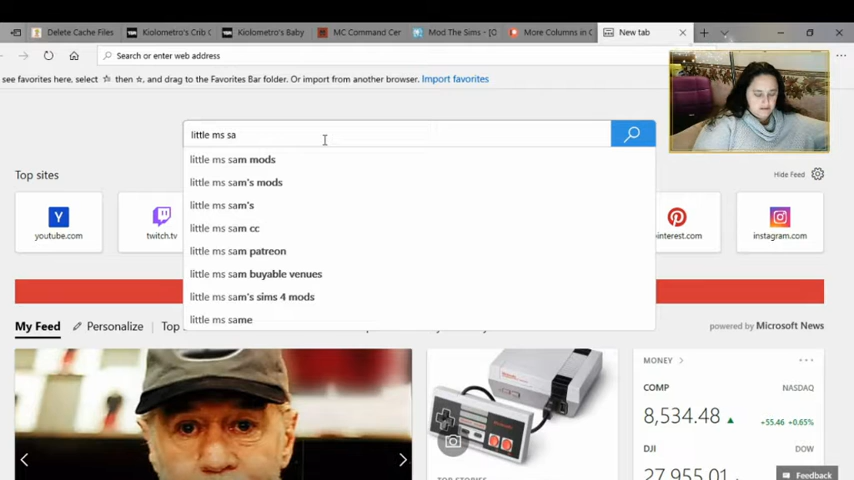 Delete Cache Files
Kiolometro's Crib C
Kiolometro's Baby
MC Command Cer
Mod The Sims - [O
More Columns in C
New tab
Search or enter web address
see favorites here, select ☆ then ☆, and drag to the Favorites Bar folder. Or import from another browser. Import favorites
little ms sa
little ms sam mods
little ms sam's mods
little ms sam's
little ms sam cc
little ms sam patreon
little ms sam buyable venues
little ms sam's sims 4 mods
little ms same
Top sites
Hide Feed
Y
youtube.com
twitch.tv
pinterest.com
instagram.com
My Feed
Personalize
Top
powered by Microsoft News
TOP STORIES
MONEY
COMP
NASDAQ
8,534.48
+55.46 +0.65%
DJI
DOW
27,955.01
Feedback